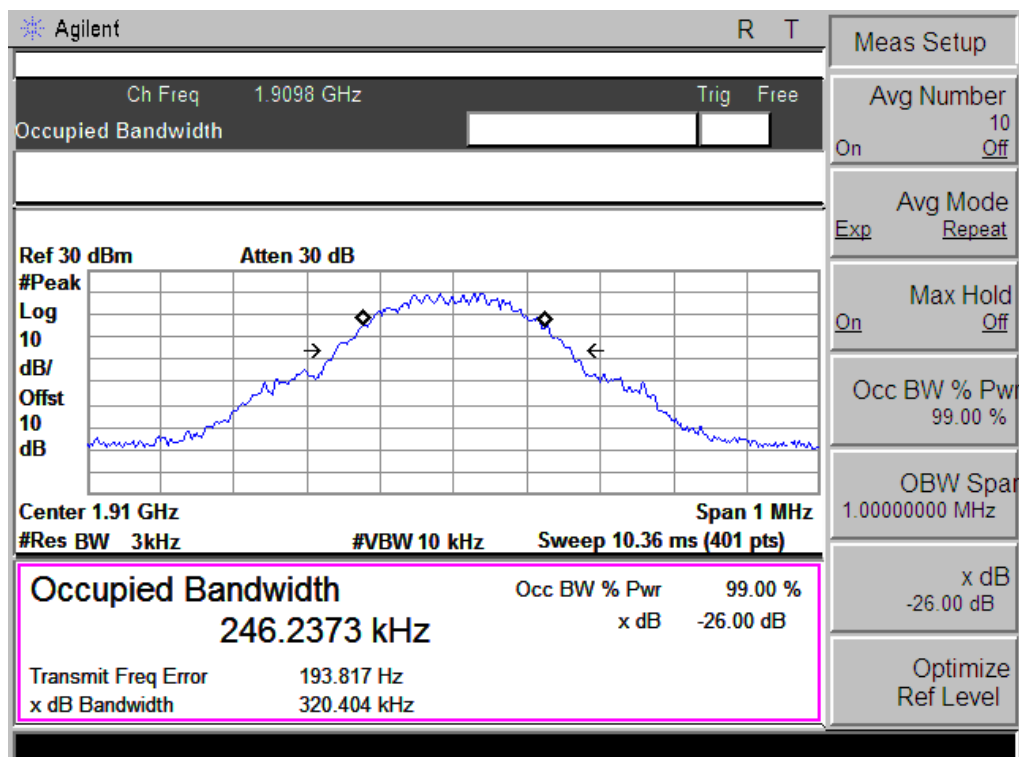 Agilent R T
Ch Freq 1.9098 GHz Trig Free
Occupied Bandwidth
Ref 30 dBm Atten 30 dB
#Peak
Log
10
dB/
Offst
10
dB
Center 1.91 GHz Span 1 MHz
#Res BW 3kHz #VBW 10 kHz Sweep 10.36 ms (401 pts)
Occupied Bandwidth
246.2373 kHz
Occ BW % Pwr 99.00 %
x dB -26.00 dB
Transmit Freq Error 193.817 Hz
x dB Bandwidth 320.404 kHz
Meas Setup
Avg Number
10
On Off
Avg Mode
Exp Repeat
Max Hold
On Off
Occ BW % Pwr
99.00 %
OBW Span
1.00000000 MHz
x dB
-26.00 dB
Optimize
Ref Level